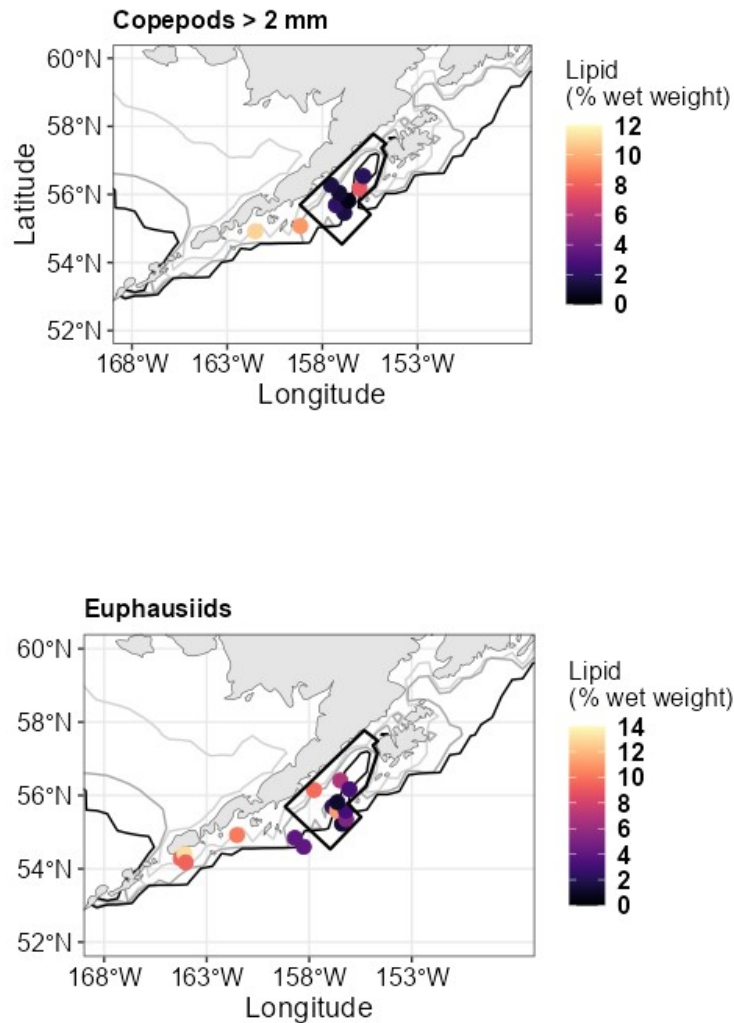 Copepods > 2 mm
60°N
58°N
56°N
54°N
52°N
Latitude
168°W 163°W 158°W 153°W
Longitude
Lipid
(% wet weight)
12
10
8
6
4
2
0
Euphausiids
60°N
58°N
56°N
54°N
52°N
168°W 163°W 158°W 153°W
Longitude
Lipid
(% wet weight)
14
12
10
8
6
4
2
0